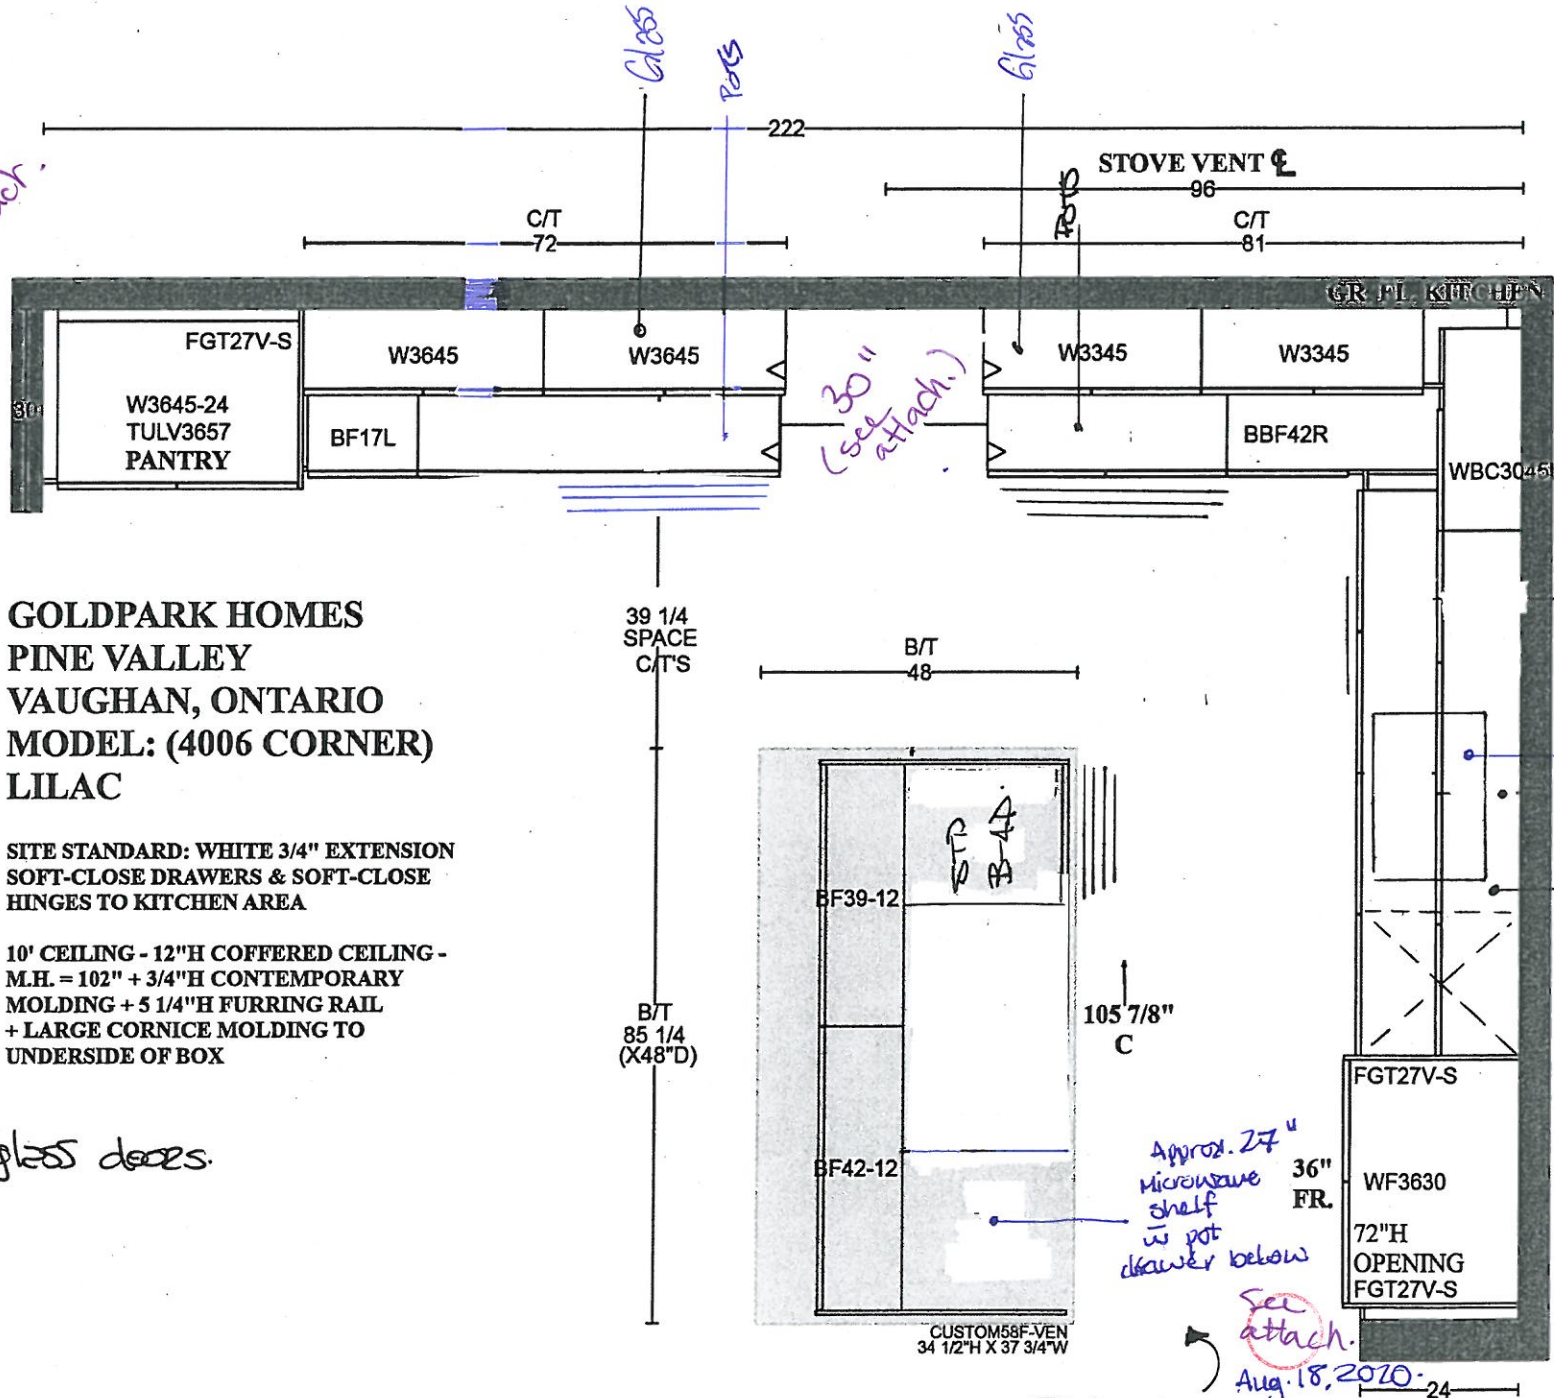 Glass
Pots
Glass
222
STOVE VENT ℄
96
Pots
C/T
72
C/T
81
GR FL KITCHEN
FGT27V-S
W3645-24
TULV3657
PANTRY
30
W3645
W3645
W3345
W3345
BF17L
30"
(see
attach.)
BBF42R
WBC3045
GOLDPARK HOMES
PINE VALLEY
VAUGHAN, ONTARIO
MODEL: (4006 CORNER)
LILAC
39 1/4
SPACE
C/T'S
B/T
48
SITE STANDARD: WHITE 3/4" EXTENSION
SOFT-CLOSE DRAWERS & SOFT-CLOSE
HINGES TO KITCHEN AREA
10' CEILING - 12"H COFFERED CEILING -
M.H. = 102" + 3/4"H CONTEMPORARY
MOLDING + 5 1/4"H FURRING RAIL
+ LARGE CORNICE MOLDING TO
UNDERSIDE OF BOX
BF39-12
STD
B/T
85 1/4
(X48"D)
105 7/8"
C
glass doors.
BF42-12
Approx. 27"
Microwave
shelf
w pot
drawer below
36"
FR.
FGT27V-S
WF3630
72"H
OPENING
FGT27V-S
CUSTOM58F-VEN
34 1/2"H X 37 3/4"W
See
attach.
Aug. 18, 2020.
24